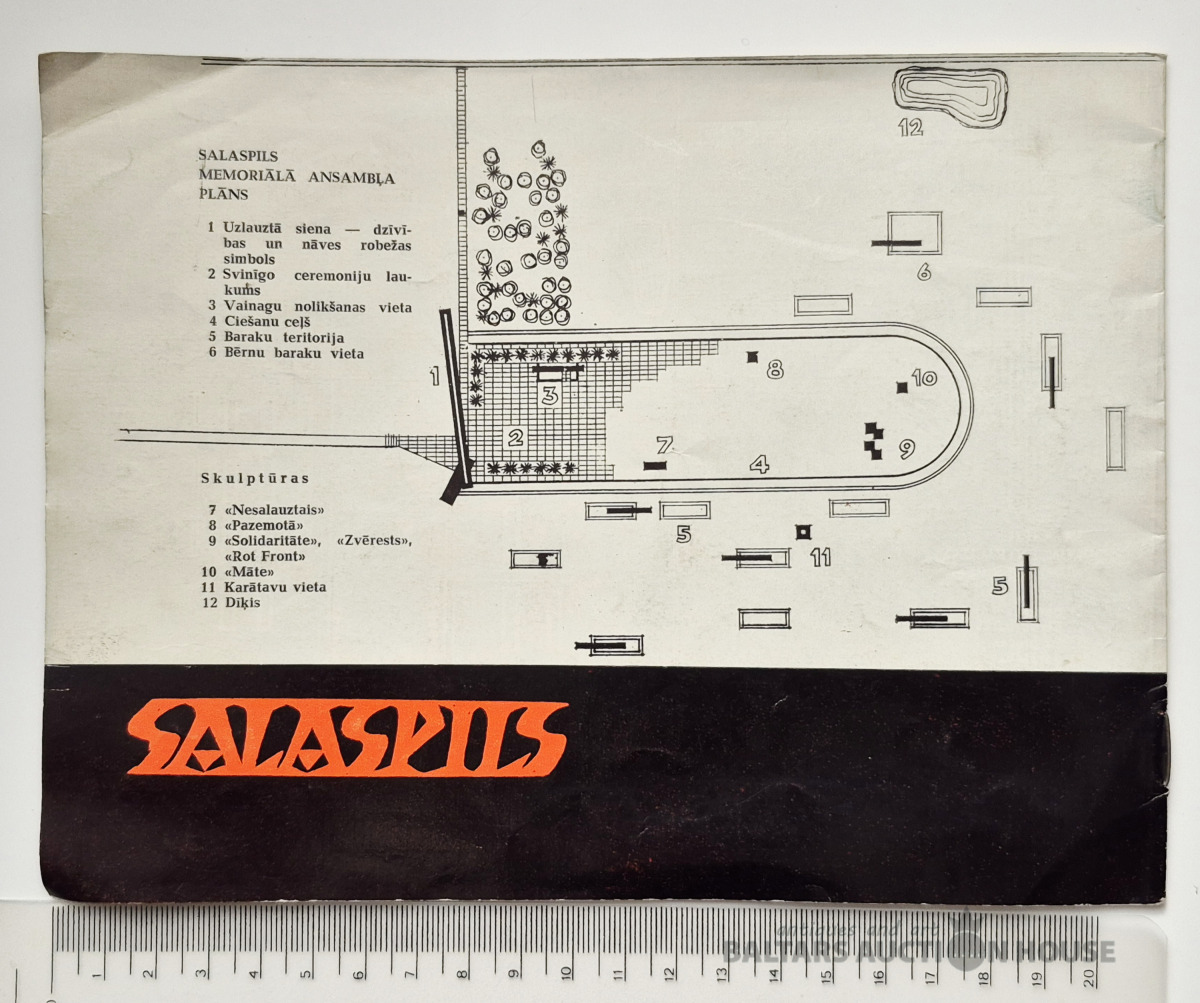 SALASPILS
MEMORIĀLĀ ANSAMBĻA
PLĀNS
1 Uzlauztā siena — dzīvī-
bas un nāves robežas
simbols
2 Svinīgo ceremoniju lau-
kums
3 Vainagu nolikšanas vieta
4 Ciešanu ceļš
5 Baraku teritorija
6 Bērnu baraku vieta
Skulptūras
7 «Nesalauztais»
8 «Pazemotā»
9 «Solidaritāte», «Zvērests»,
«Rot Front»
10 «Māte»
11 Karātavu vieta
12 Dīķis
12
6
8
10
1
3
2
7
4
9
5
11
5
SALASPILS
antiques and art
BALTARS AUCTION HOUSE
0 1 2 3 4 5 6 7 8 9 10 11 12 13 14 15 16 17 18 19 20